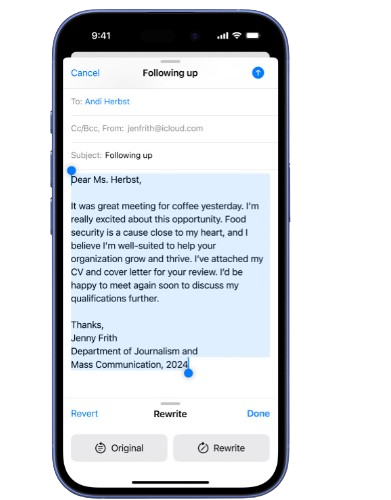 9:41
Cancel Following up
To: Andi Herbst
Cc/Bcc, From: jenfrith@icloud.com
Subject: Following up
Dear Ms. Herbst,
It was great meeting for coffee yesterday. I'm
really excited about this opportunity. Food
security is a cause close to my heart, and I
believe I'm well-suited to help your
organization grow and thrive. I've attached my
CV and cover letter for your review. I'd be
happy to meet again soon to discuss my
qualifications further.
Thanks,
Jenny Frith
Department of Journalism and
Mass Communication, 2024
Revert Rewrite Done
Original Rewrite